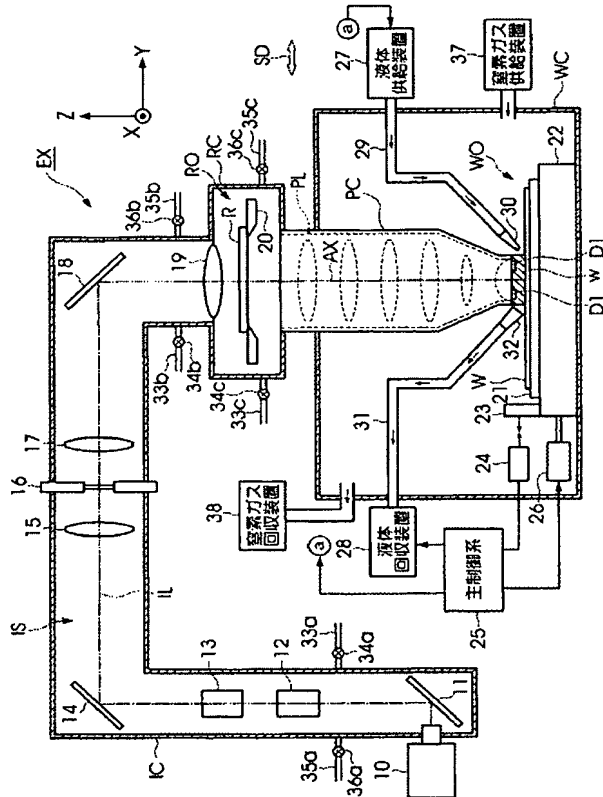 EX
Z
Y
X
SD
18
36b
35b
33b
34b
19
RO
RC
36c
35c
R
20
34c
33c
PL
PC
AX
17
16
15
IS
IL
14
13
12
11
33a
34a
35a
36a
10
IC
a
27
液体
供給装置
37
窒素ガス
供給装置
WC
29
WO
30
22
D1
w
D1
32
W
21
23
24
26
31
38
窒素ガス
回収装置
28
液体
回収装置
a
主制御系
25